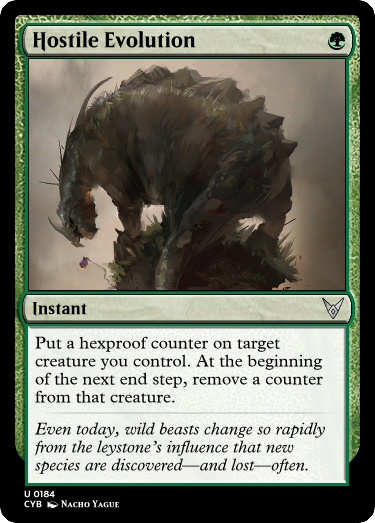 Hostile Evolution
Instant
Put a hexproof counter on target
creature you control. At the beginning
of the next end step, remove a counter
from that creature.
Even today, wild beasts change so rapidly
from the leystone's influence that new
species are discovered—and lost—often.
U 0184
CYB Nacho Yague